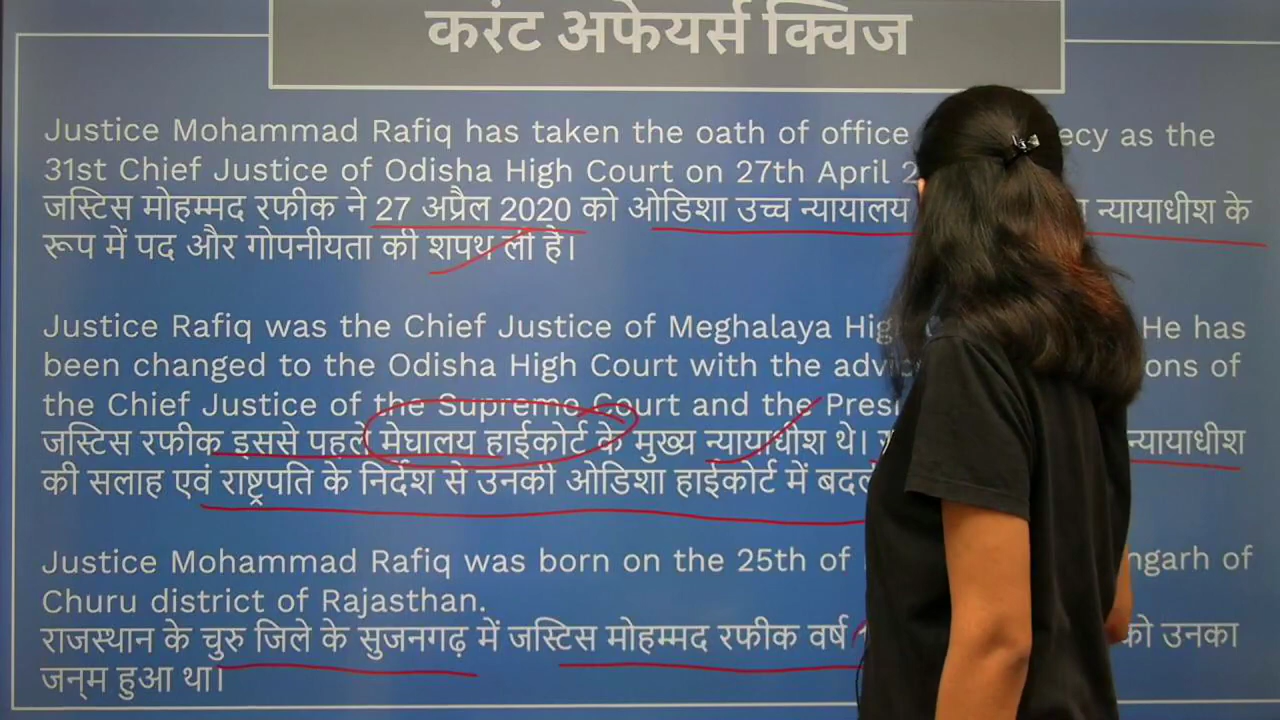 करंट अफेयर्स क्विज
Justice Mohammad Rafiq has taken the oath of office as the
31st Chief Justice of Odisha High Court on 27th April
जस्टिस मोहम्मद रफीक ने 27 अप्रैल 2020 को ओडिशा उच्च न्यायालय न्यायाधीश के
रूप में पद और गोपनीयता की शपथ ली है।
Justice Rafiq was the Chief Justice of Meghalaya He has
been changed to the Odisha High Court with the of
the Chief Justice of the Supreme Court and the
जस्टिस रफीक इससे पहले मेघालय हाईकोर्ट के मुख्य न्यायाधीश थे। न्यायाधीश
की सलाह एवं राष्ट्रपति के निर्देश से उनकी ओडिशा हाईकोर्ट में
Justice Mohammad Rafiq was born on the 25th of of
Churu district of Rajasthan.
राजस्थान के चुरु जिले के सुजनगढ़ में जस्टिस मोहम्मद रफीक वर्ष को उनका
जन्म हुआ था।